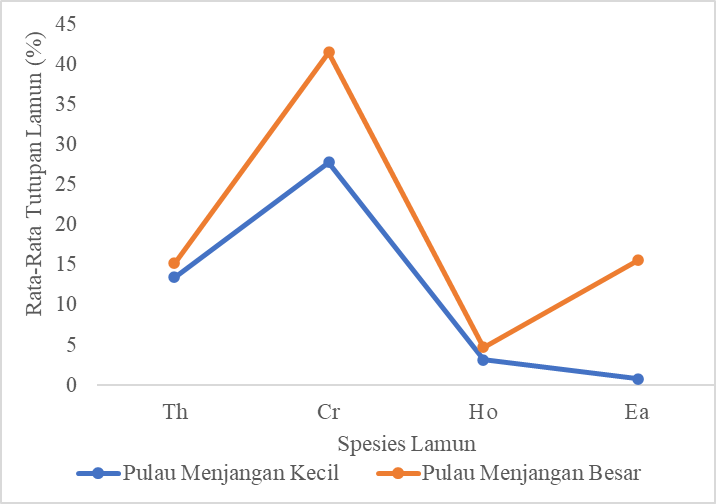 Rata-Rata Tutupan Lamun (%)
45
40
35
30
25
20
15
10
5
0
Th Cr Ho Ea
Spesies Lamun
Pulau Menjangan Kecil Pulau Menjangan Besar